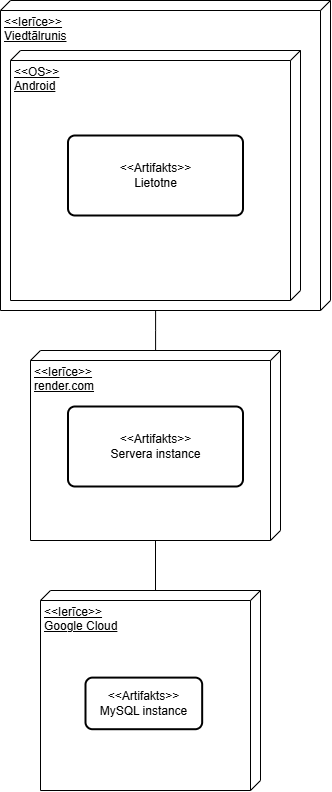 <<Ierīce>>
Viedtālrunis
<<OS>>
Android
<<Artifakts>>
Lietotne
<<Ierīce>>
render.com
<<Artifakts>>
Servera instance
<<Ierīce>>
Google Cloud
<<Artifakts>>
MySQL instance